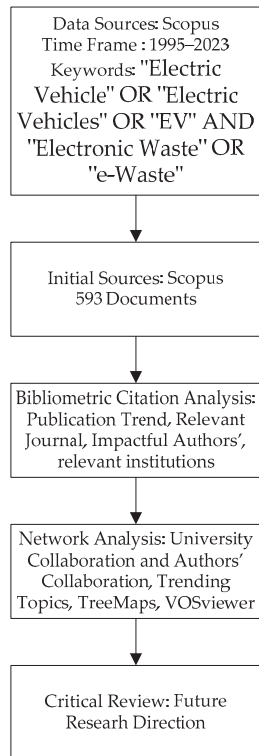 Data Sources: Scopus
Time Frame : 1995–2023
Keywords: "Electric
Vehicle" OR "Electric
Vehicles" OR "EV" AND
"Electronic Waste" OR
"e-Waste"
Initial Sources: Scopus
593 Documents
Bibliometric Citation Analysis:
Publication Trend, Relevant
Journal, Impactful Authors’,
relevant institutions
Network Analysis: University
Collaboration and Authors’
Collaboration, Trending
Topics, TreeMaps, VOSviewer
Critical Review: Future
Researh Direction